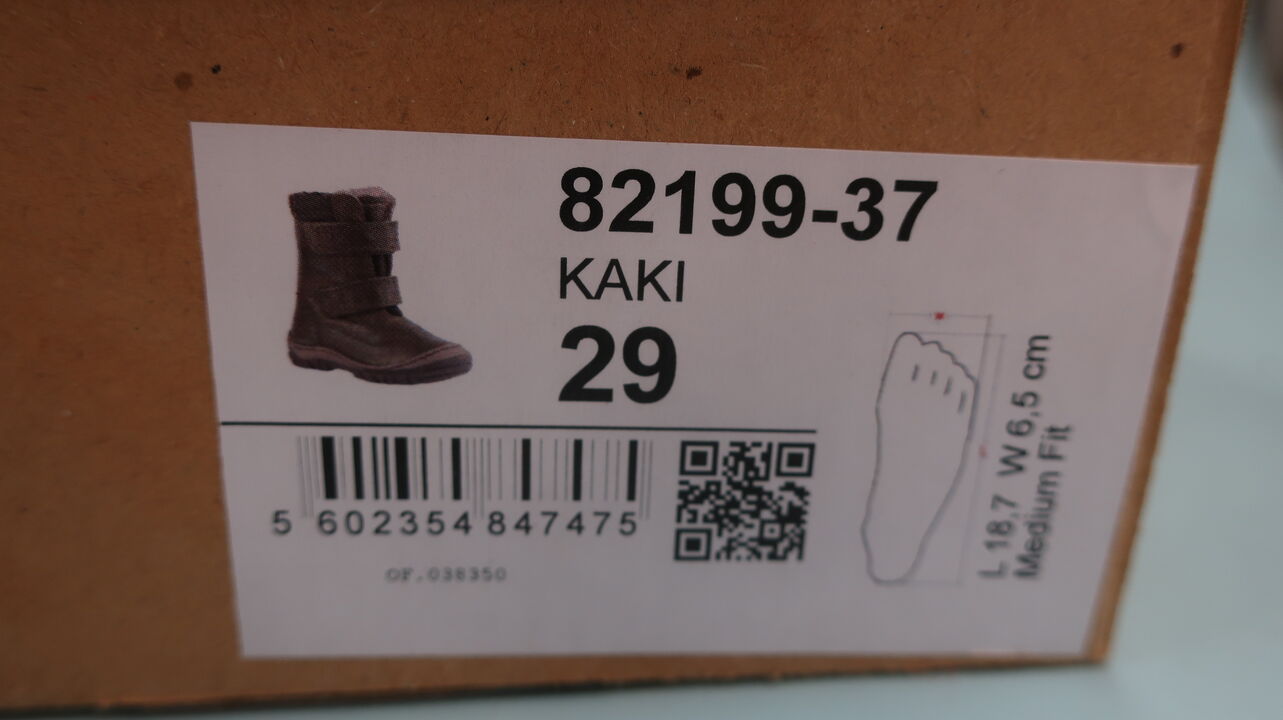 82199-37
KAKI
29
5 602354 847475
OF.038350
L 18,7 W 6,5 cm
Medium Fit